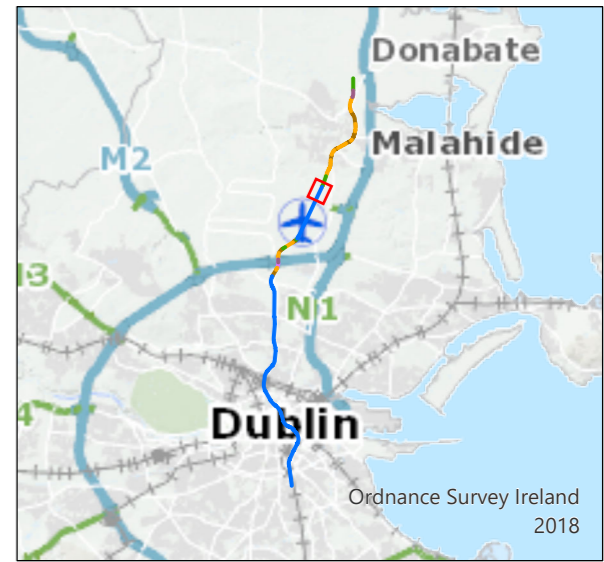 Donabate
M2
Malahide
N1
Dublin
Ordnance Survey Ireland
2018